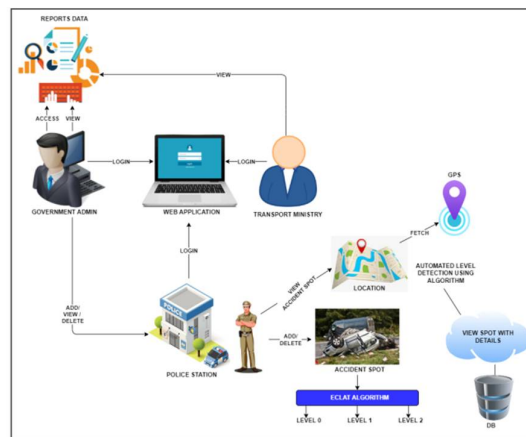 REPORTS DATA
VIEW
ACCESS
VIEW
LOGIN
LOGIN
GOVERNMENT ADMIN
WEB APPLICATION
TRANSPORT MINISTRY
GPS
LOGIN
FETCH
VIEW
ACCIDENT SPOT
LOCATION
AUTOMATED LEVEL
DETECTION USING
ALGORITHM
ADD/
VIEW /
DELETE
POLICE
ADD/
DELETE
VIEW SPOT WITH
DETAILS
POLICE STATION
ACCIDENT SPOT
ECLAT ALGORITHM
LEVEL 0
LEVEL 1
LEVEL 2
DB